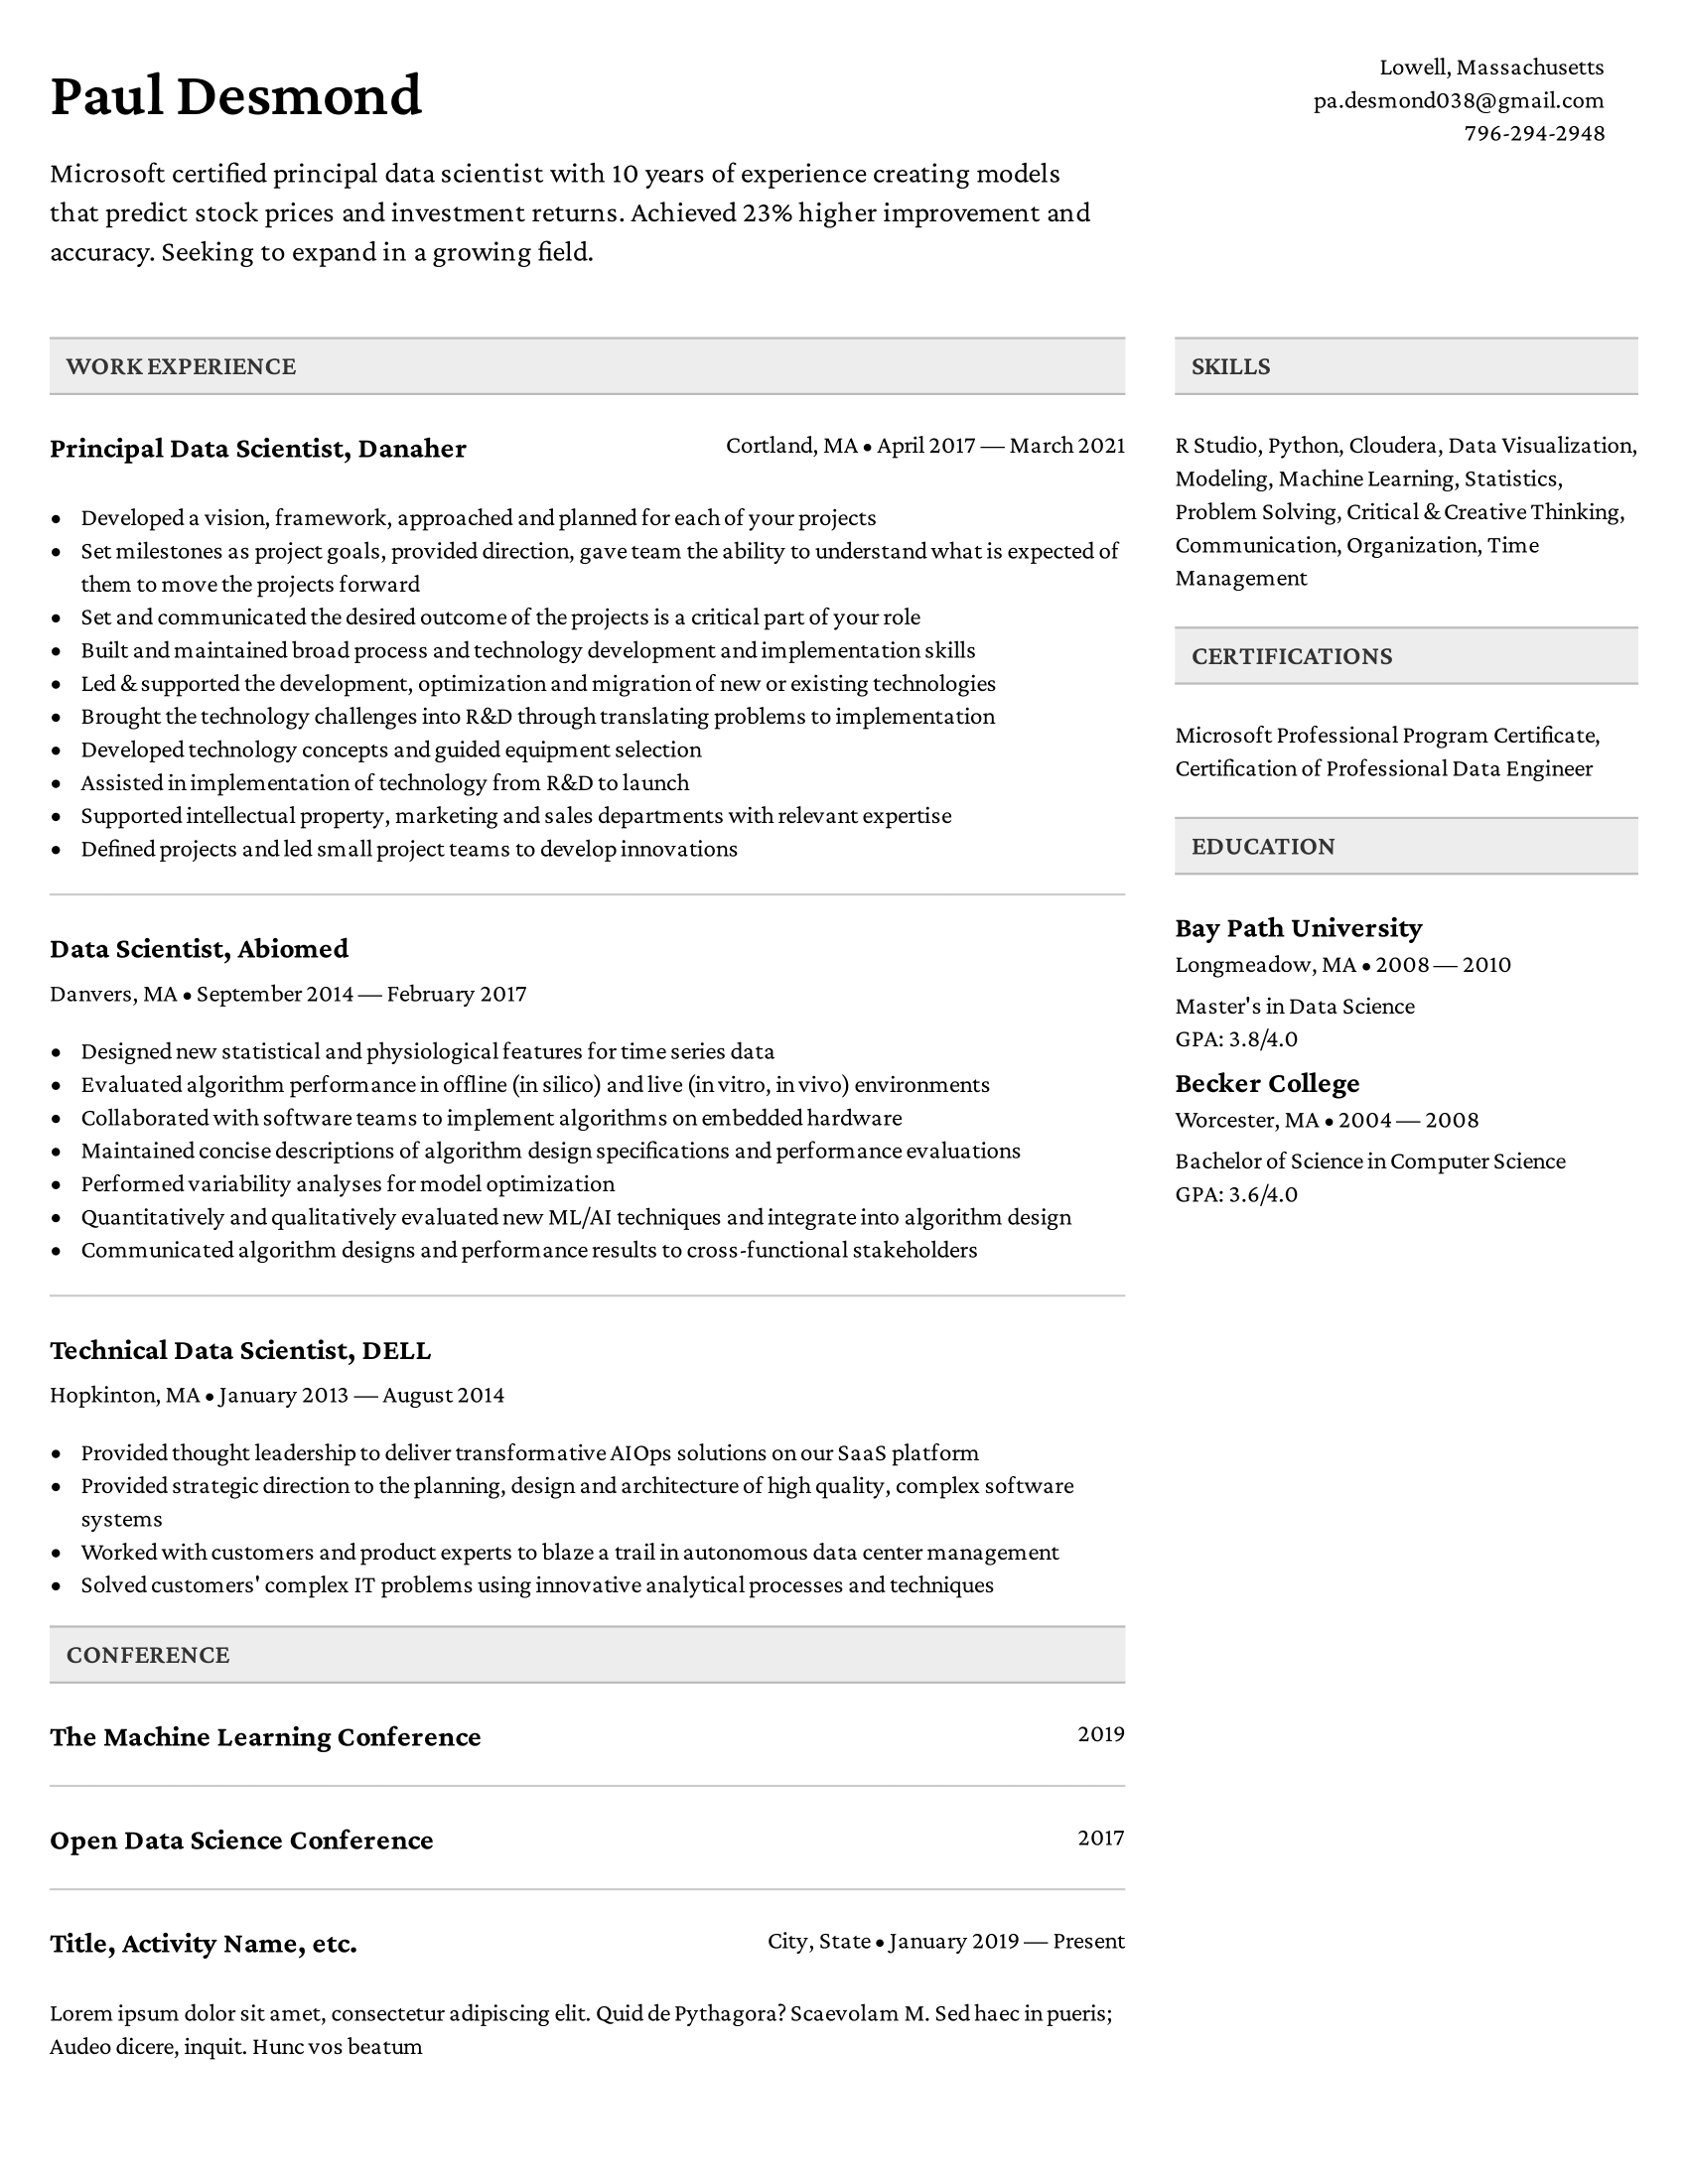 Paul Desmond
Lowell, Massachusetts
pa.desmond038@gmail.com
796-294-2948
Microsoft certified principal data scientist with 10 years of experience creating models
that predict stock prices and investment returns. Achieved 23% higher improvement and
accuracy. Seeking to expand in a growing field.
WORK EXPERIENCE
Principal Data Scientist, Danaher
Cortland, MA • April 2017 — March 2021
• Developed a vision, framework, approached and planned for each of your projects
• Set milestones as project goals, provided direction, gave team the ability to understand what is expected of
them to move the projects forward
• Set and communicated the desired outcome of the projects is a critical part of your role
• Built and maintained broad process and technology development and implementation skills
• Led & supported the development, optimization and migration of new or existing technologies
• Brought the technology challenges into R&D through translating problems to implementation
• Developed technology concepts and guided equipment selection
• Assisted in implementation of technology from R&D to launch
• Supported intellectual property, marketing and sales departments with relevant expertise
• Defined projects and led small project teams to develop innovations
Data Scientist, Abiomed
Danvers, MA • September 2014 — February 2017
• Designed new statistical and physiological features for time series data
• Evaluated algorithm performance in offline (in silico) and live (in vitro, in vivo) environments
• Collaborated with software teams to implement algorithms on embedded hardware
• Maintained concise descriptions of algorithm design specifications and performance evaluations
• Performed variability analyses for model optimization
• Quantitatively and qualitatively evaluated new ML/AI techniques and integrate into algorithm design
• Communicated algorithm designs and performance results to cross-functional stakeholders
Technical Data Scientist, DELL
Hopkinton, MA • January 2013 — August 2014
• Provided thought leadership to deliver transformative AIOps solutions on our SaaS platform
• Provided strategic direction to the planning, design and architecture of high quality, complex software
systems
• Worked with customers and product experts to blaze a trail in autonomous data center management
• Solved customers' complex IT problems using innovative analytical processes and techniques
CONFERENCE
The Machine Learning Conference
2019
Open Data Science Conference
2017
Title, Activity Name, etc.
City, State • January 2019 — Present
Lorem ipsum dolor sit amet, consectetur adipiscing elit. Quid de Pythagora? Scaevolam M. Sed haec in pueris;
Audeo dicere, inquit. Hunc vos beatum
SKILLS
R Studio, Python, Cloudera, Data Visualization,
Modeling, Machine Learning, Statistics,
Problem Solving, Critical & Creative Thinking,
Communication, Organization, Time
Management
CERTIFICATIONS
Microsoft Professional Program Certificate,
Certification of Professional Data Engineer
EDUCATION
Bay Path University
Longmeadow, MA • 2008 — 2010
Master's in Data Science
GPA: 3.8/4.0
Becker College
Worcester, MA • 2004 — 2008
Bachelor of Science in Computer Science
GPA: 3.6/4.0